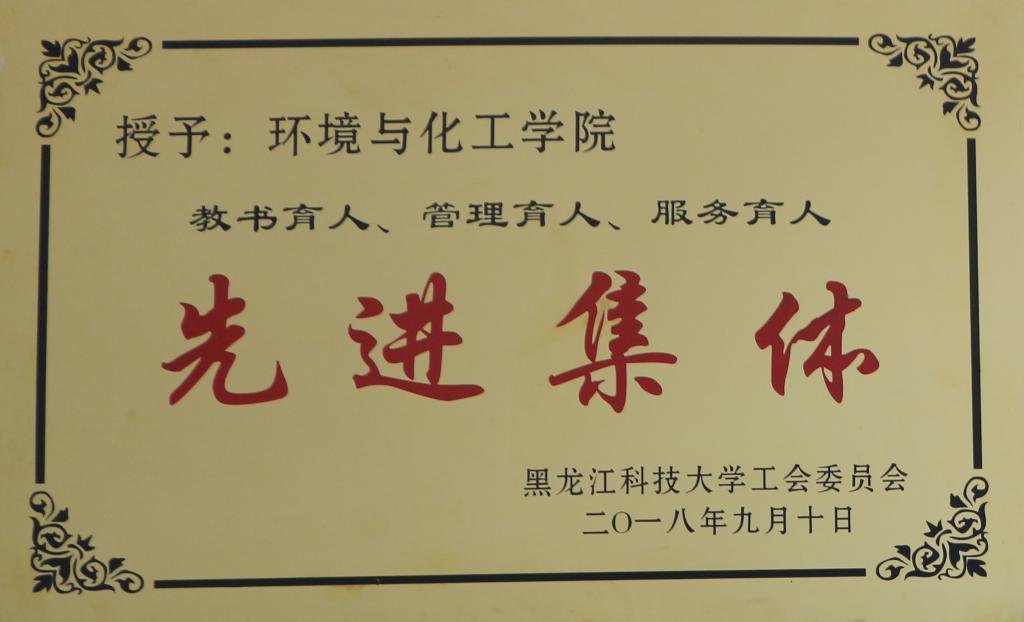 授予：环境与化工学院
教书育人、管理育人、服务育人
先进集体
黑龙江科技大学工会委员会
二〇一八年九月十日